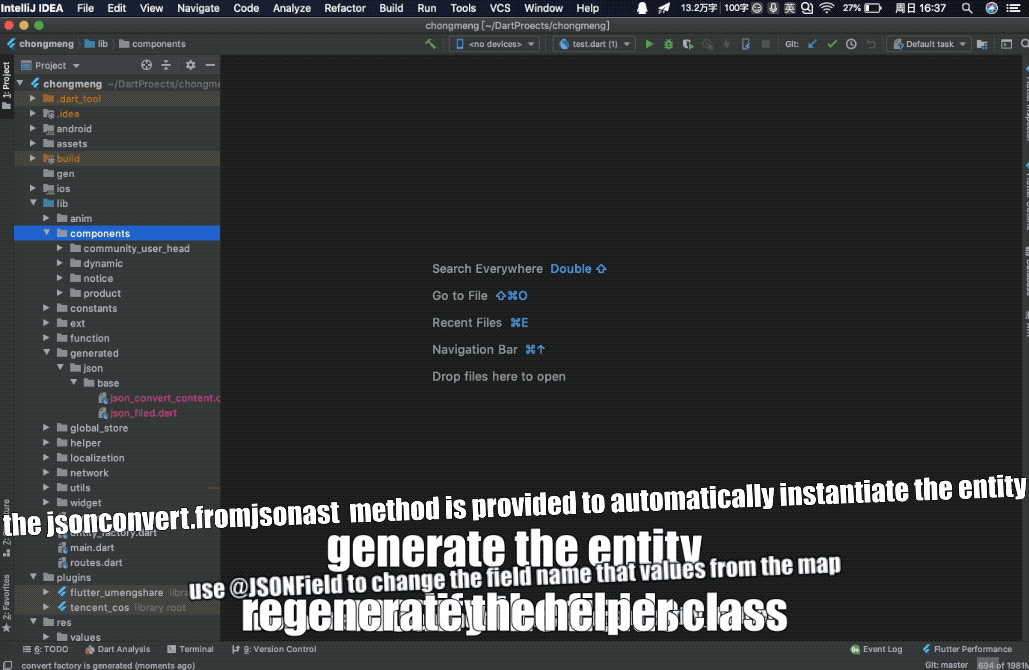 IntelliJ IDEA File Edit View Navigate Code Analyze Refactor Build Run Tools VCS Window Help 13.2万字 100字 英 27% 周日 16:37
chongmeng [~/DartProects/chongmeng]
chongmeng lib components <no devices> test.dart (1) Git: Default task
1: Project
Project
chongmeng ~/DartProects/chongme
.dart_tool
.idea
android
assets
build
gen
ios
lib
anim
components
community_user_head
dynamic
notice
product
constants
ext
function
generated
json
base
json_convert_content.d
json_filed.dart
global_store
helper
localizetion
network
utils
widget
entity_factory.dart
main.dart
routes.dart
plugins
flutter_umengshare
tencent_cos library root
res
values
Search Everywhere Double ⇧
Go to File ⇧⌘O
Recent Files ⌘E
Navigation Bar ⌘↑
Drop files here to open
the jsonconvert.fromjsonast method is provided to automatically instantiate the entity
generate the entity
use @JSONField to change the field name that values from the map
2: Favorites
6: TODO Dart Analysis Terminal 9: Version Control Event Log Flutter Performance
convert factory is generated (moments ago) Git: master 694 of 1981M